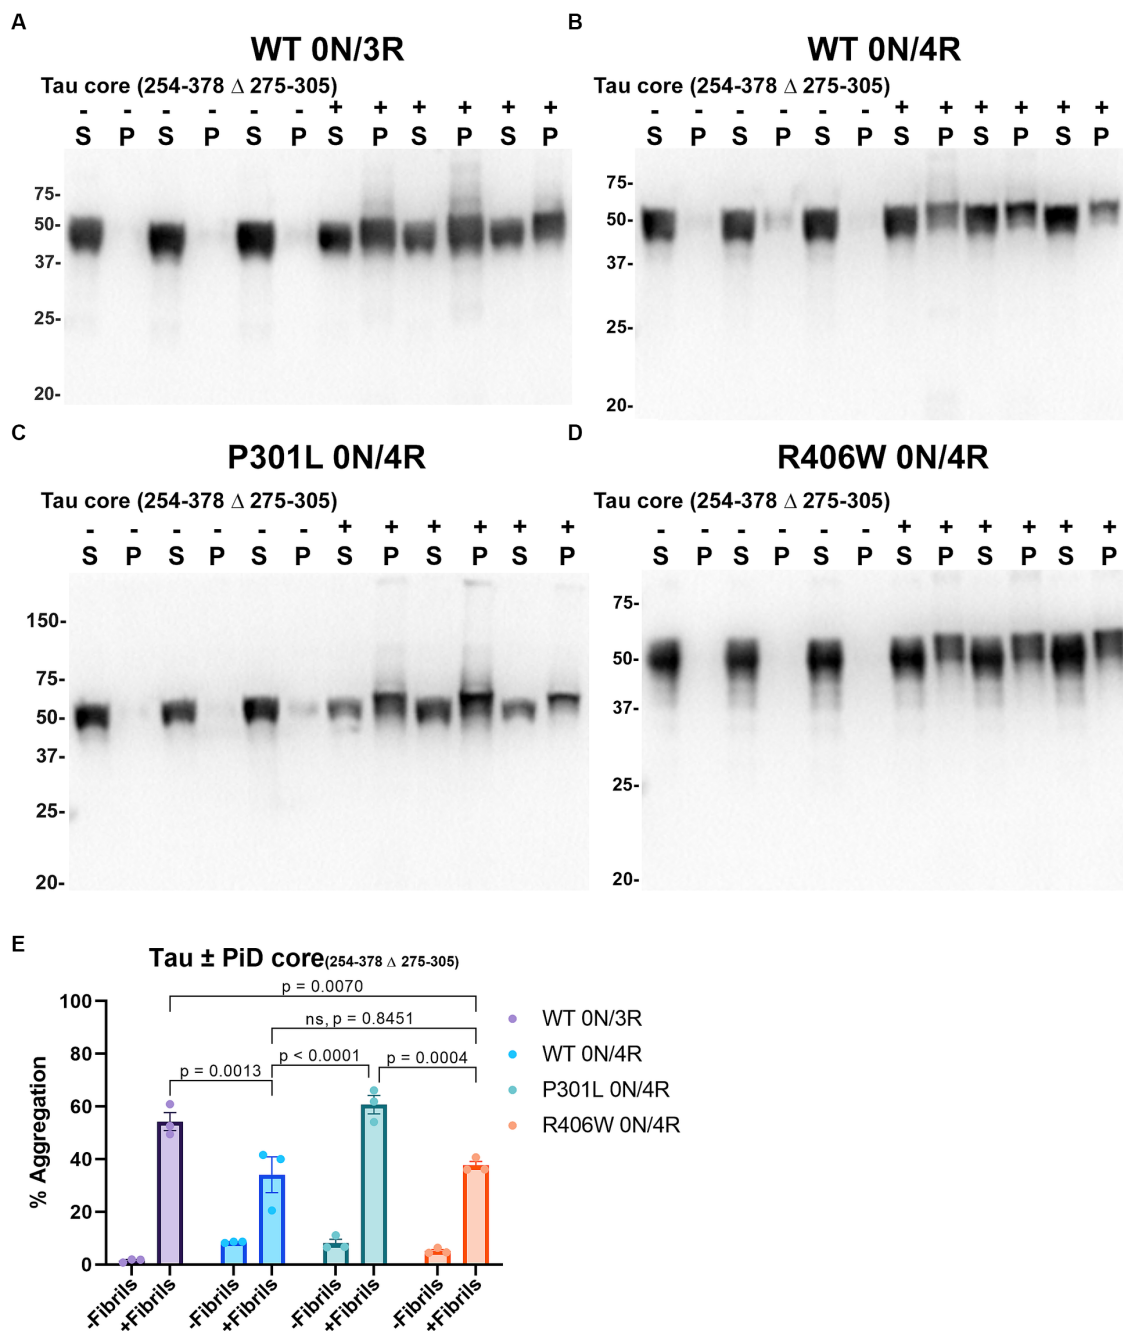 A
WT 0N/3R
Tau core (254-378 Δ 275-305)
- - - - - - + + + + + +
S P S P S P S P S P S P
75-
50-
37-
25-
20-
B
WT 0N/4R
Tau core (254-378 Δ 275-305)
- - - - - - + + + + + +
S P S P S P S P S P S P
75-
50-
37-
25-
20-
C
P301L 0N/4R
Tau core (254-378 Δ 275-305)
- - - - - - + + + + + +
S P S P S P S P S P S P
150-
75-
50-
37-
25-
20-
D
R406W 0N/4R
Tau core (254-378 Δ 275-305)
- - - - - - + + + + + +
S P S P S P S P S P S P
75-
50-
37-
25-
20-
E
Tau ± PiD core(254-378 Δ 275-305)
p = 0.0070
ns, p = 0.8451
p < 0.0001
p = 0.0004
p = 0.0013
% Aggregation
100
80
60
40
20
0
-Fibrils +Fibrils -Fibrils +Fibrils -Fibrils +Fibrils -Fibrils +Fibrils
WT 0N/3R
WT 0N/4R
P301L 0N/4R
R406W 0N/4R